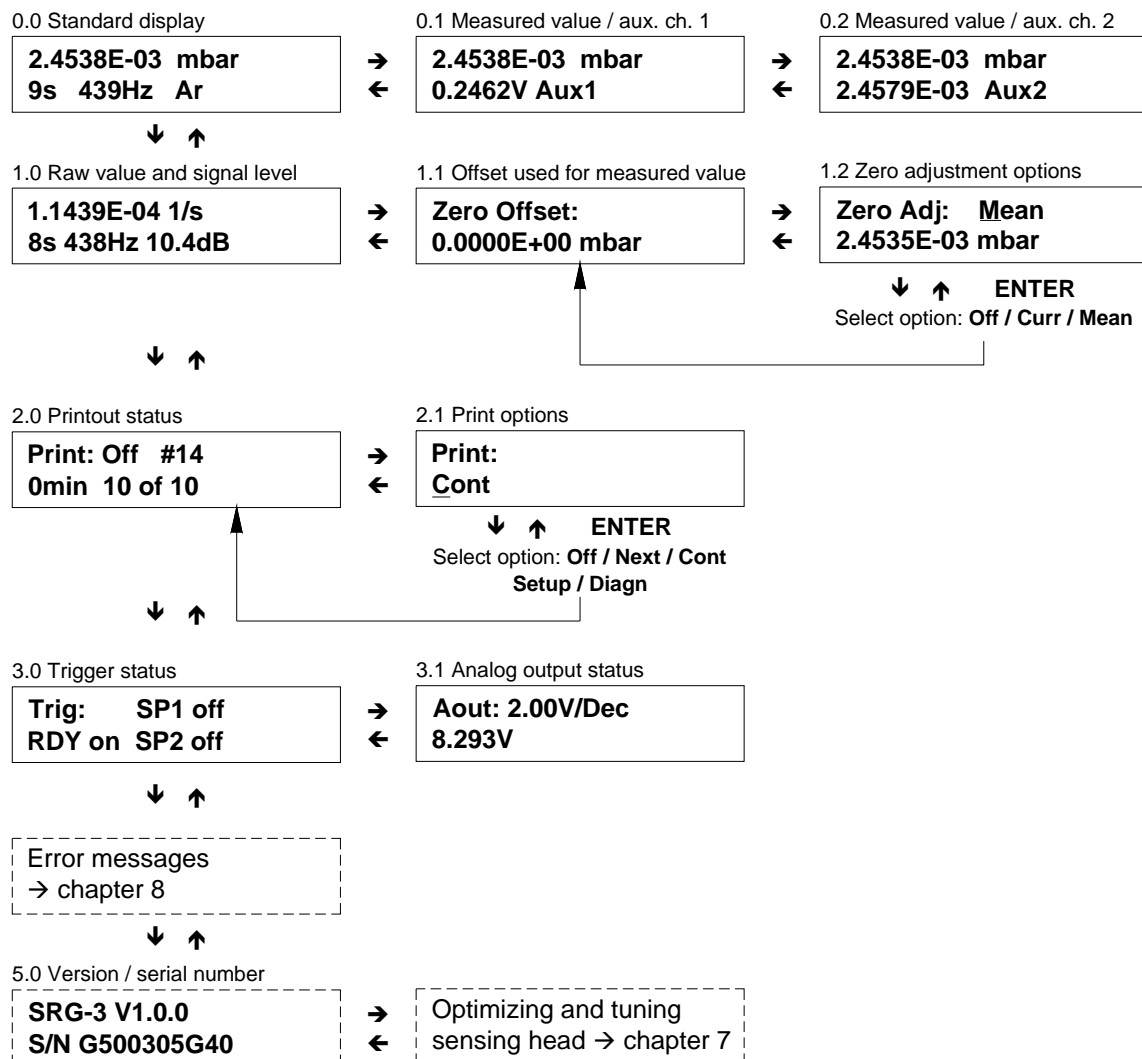 0.0 Standard display
2.4538E-03 mbar
9s 439Hz Ar
0.1 Measured value / aux. ch. 1
2.4538E-03 mbar
0.2462V Aux1
0.2 Measured value / aux. ch. 2
2.4538E-03 mbar
2.4579E-03 Aux2
1.0 Raw value and signal level
1.1439E-04 1/s
8s 438Hz 10.4dB
1.1 Offset used for measured value
Zero Offset:
0.0000E+00 mbar
1.2 Zero adjustment options
Zero Adj: Mean
2.4535E-03 mbar
ENTER
Select option: Off / Curr / Mean
2.0 Printout status
Print: Off #14
0min 10 of 10
2.1 Print options
Print:
Cont
ENTER
Select option: Off / Next / Cont
Setup / Diagn
3.0 Trigger status
Trig: SP1 off
RDY on SP2 off
3.1 Analog output status
Aout: 2.00V/Dec
8.293V
Error messages
→ chapter 8
5.0 Version / serial number
SRG-3 V1.0.0
S/N G500305G40
Optimizing and tuning
sensing head → chapter 7